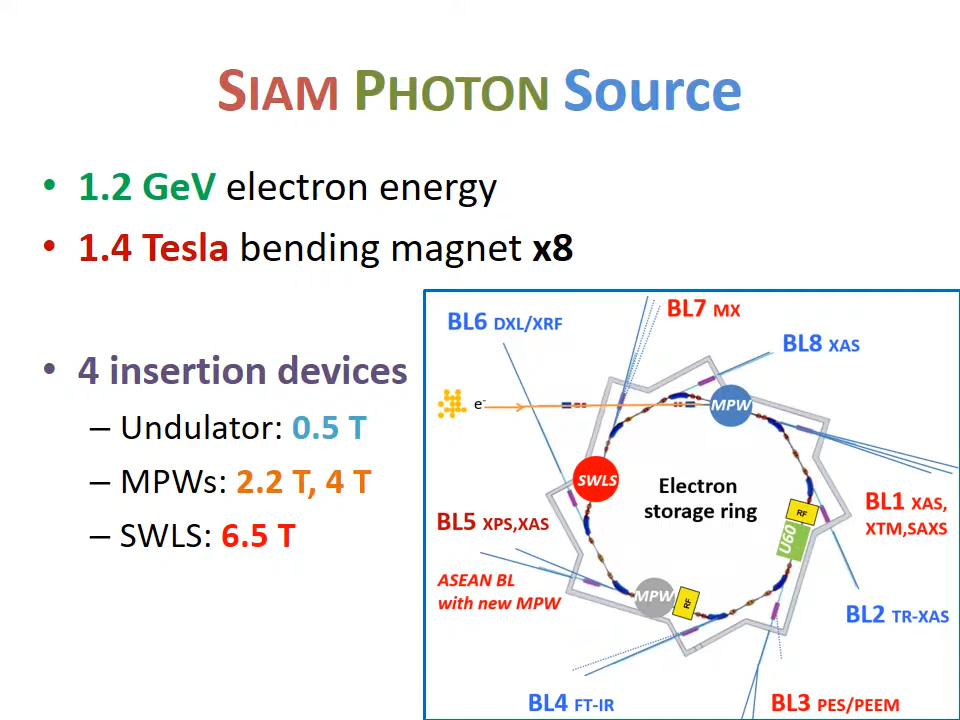 SIAM PHOTON Source
• 1.2 GeV electron energy
• 1.4 Tesla bending magnet x8
• 4 insertion devices
– Undulator: 0.5 T
– MPWs: 2.2 T, 4 T
– SWLS: 6.5 T
BL7 MX
BL6 DXL/XRF
BL8 XAS
e-
MPW
SWLS
Electron
storage ring
BL1 XAS,
XTM,SAXS
RF
BL5 XPS,XAS
U60
ASEAN BL
with new MPW
MPW
RF
BL2 TR-XAS
BL4 FT-IR
BL3 PES/PEEM